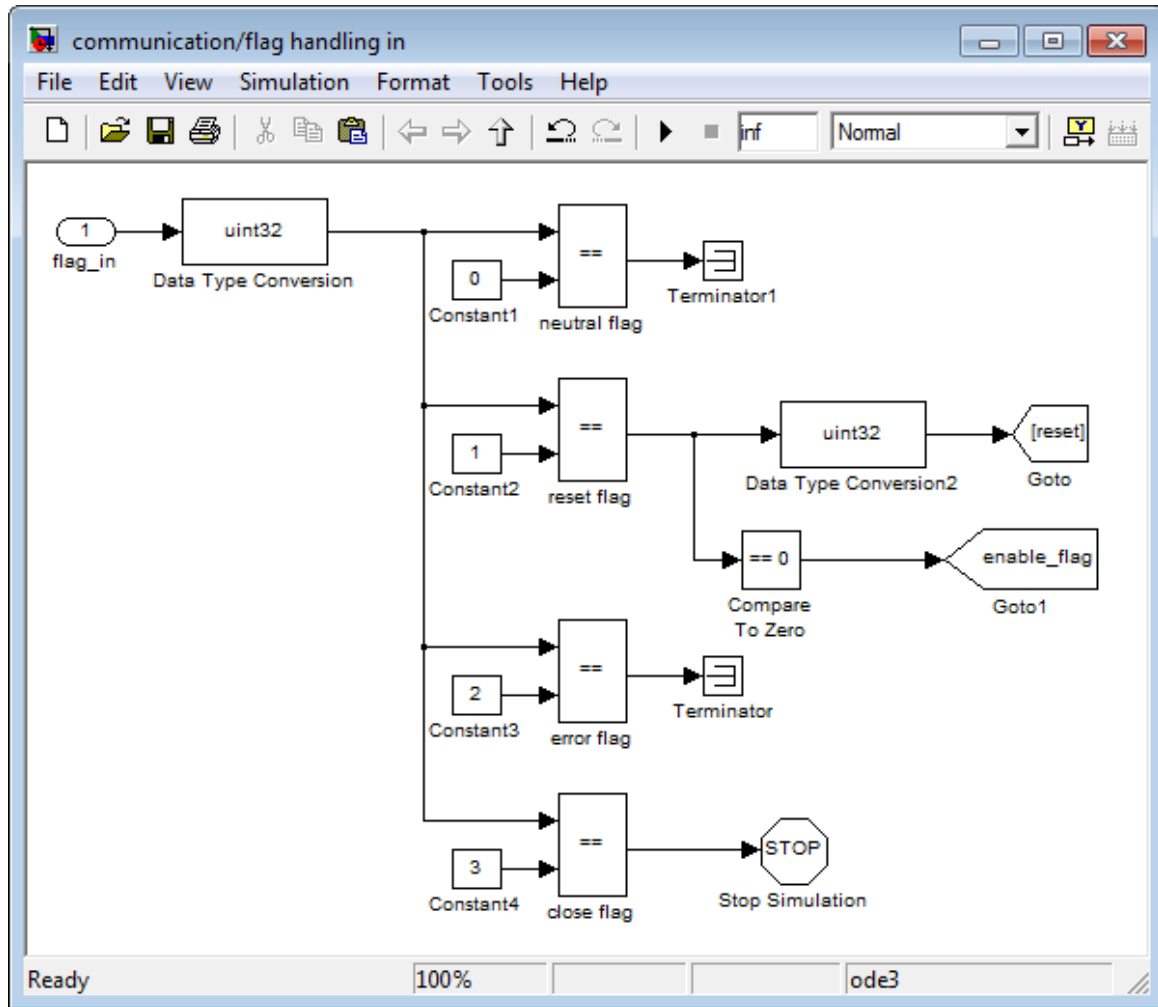 communication/flag handling in
File Edit View Simulation Format Tools Help
inf Normal
1
flag_in
uint32
Data Type Conversion
0
Constant1
==
neutral flag
Terminator1
1
Constant2
==
reset flag
uint32
Data Type Conversion2
[reset]
Goto
== 0
Compare
To Zero
enable_flag
Goto1
2
Constant3
==
error flag
Terminator
3
Constant4
==
close flag
STOP
Stop Simulation
Ready 100% ode3